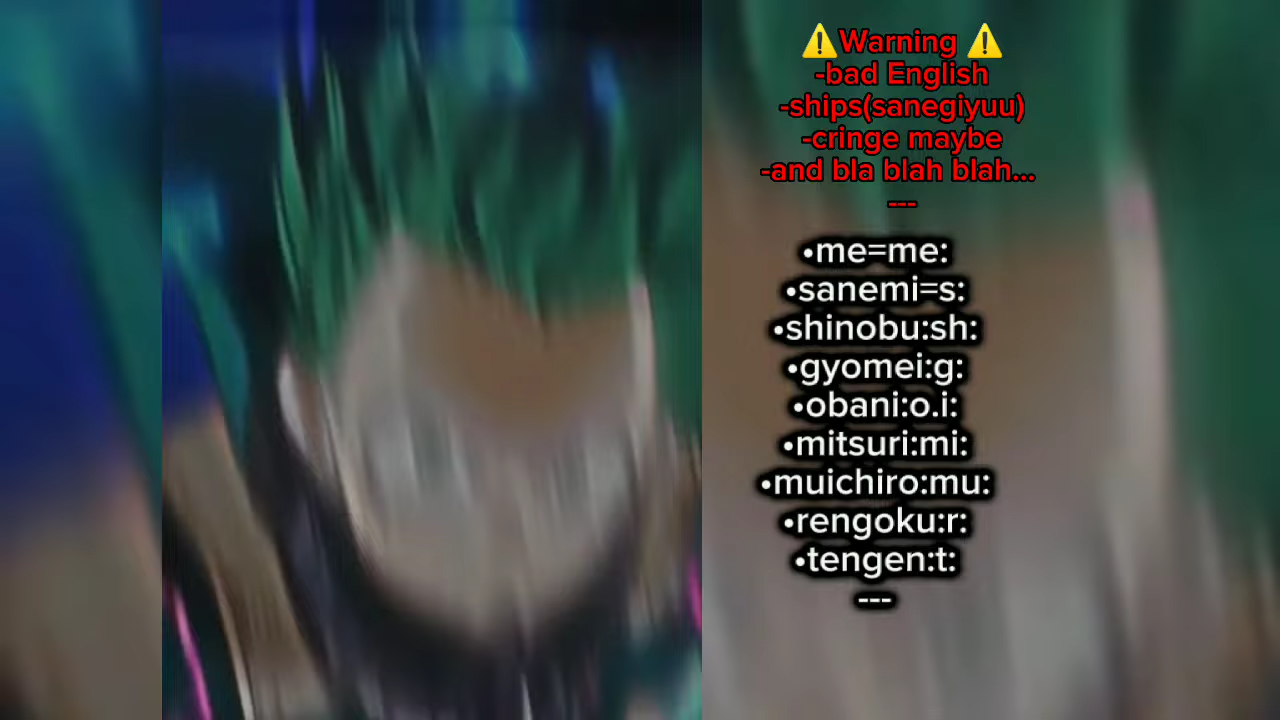 ⚠️Warning ⚠️
-bad English
-ships(sanegiyuu)
-cringe maybe
-and bla blah blah...
---
•me=me:
•sanemi=s:
•shinobu:sh:
•gyomei:g:
•obani:o.i:
•mitsuri:mi:
•muichiro:mu:
•rengoku:r:
•tengen:t:
---